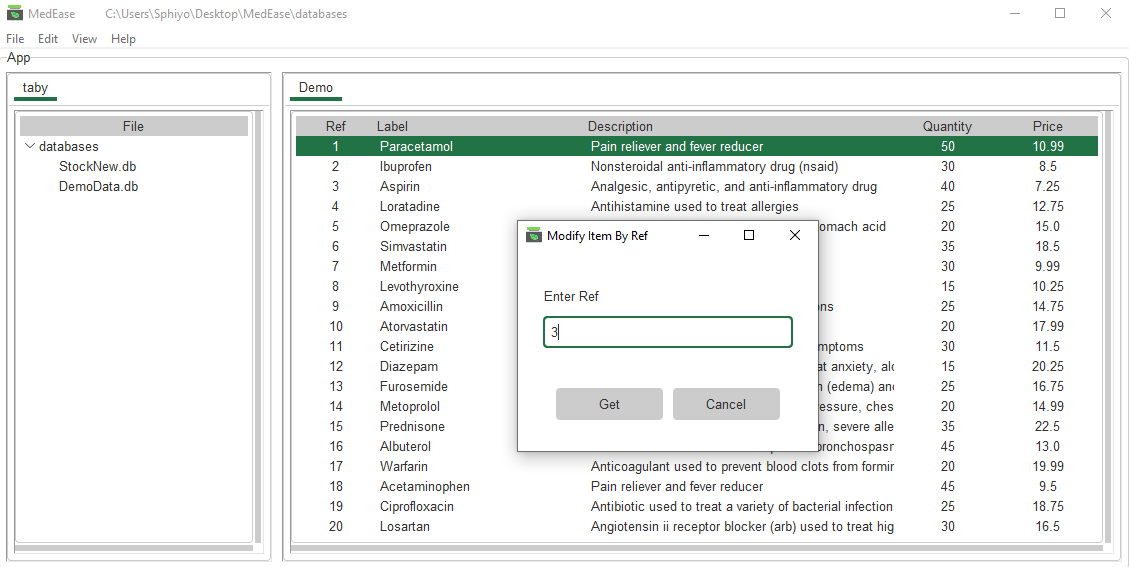 MedEase C:\Users\Sphiyo\Desktop\MedEase\databases
File Edit View Help
App
taby
Demo
File
databases
StockNew.db
DemoData.db
Ref Label Description Quantity Price
1 Paracetamol Pain reliever and fever reducer 50 10.99
2 Ibuprofen Nonsteroidal anti-inflammatory drug (nsaid) 30 8.5
3 Aspirin Analgesic, antipyretic, and anti-inflammatory drug 40 7.25
4 Loratadine Antihistamine used to treat allergies 25 12.75
5 Omeprazole omach acid 20 15.0
6 Simvastatin 35 18.5
7 Metformin 30 9.99
8 Levothyroxine 15 10.25
9 Amoxicillin ons 25 14.75
10 Atorvastatin 20 17.99
11 Cetirizine mptoms 30 11.5
12 Diazepam at anxiety, alc 15 20.25
13 Furosemide (edema) and 25 16.75
14 Metoprolol ressure, ches 20 14.99
15 Prednisone n, severe alle 35 22.5
16 Albuterol bronchospasm 45 13.0
17 Warfarin Anticoagulant used to prevent blood clots from formin 20 19.99
18 Acetaminophen Pain reliever and fever reducer 45 9.5
19 Ciprofloxacin Antibiotic used to treat a variety of bacterial infection 25 18.75
20 Losartan Angiotensin ii receptor blocker (arb) used to treat hig 30 16.5
Modify Item By Ref
Enter Ref
3
Get Cancel